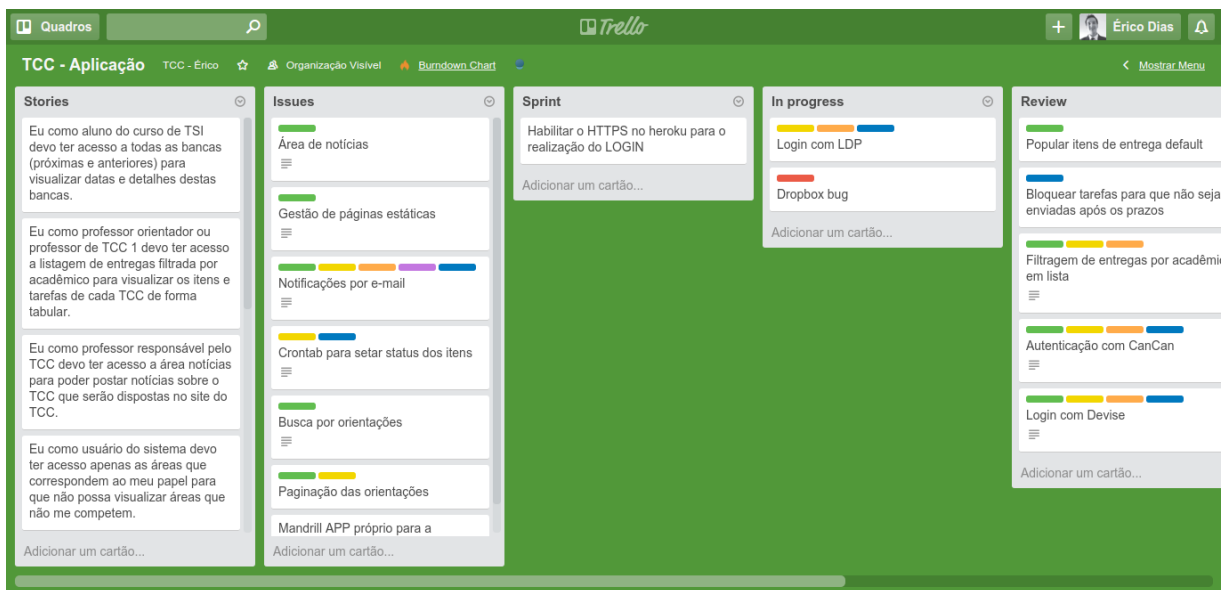 Quadros
Trello
+
Érico Dias
TCC - Aplicação
TCC - Érico
Organização Visível
Burndown Chart
Mostrar Menu
Stories
Eu como aluno do curso de TSI
devo ter acesso a todas as bancas
(próximas e anteriores) para
visualizar datas e detalhes destas
bancas.
Eu como professor orientador ou
professor de TCC 1 devo ter acesso
a listagem de entregas filtrada por
acadêmico para visualizar os itens e
tarefas de cada TCC de forma
tabular.
Eu como professor responsável pelo
TCC devo ter acesso a área notícias
para poder postar notícias sobre o
TCC que serão dispostas no site do
TCC.
Eu como usuário do sistema devo
ter acesso apenas as áreas que
correspondem ao meu papel para
que não possa visualizar áreas que
não me competem.
Adicionar um cartão...
Issues
Área de notícias
Gestão de páginas estáticas
Notificações por e-mail
Crontab para setar status dos itens
Busca por orientações
Paginação das orientações
Mandrill APP próprio para a
Adicionar um cartão...
Sprint
Habilitar o HTTPS no heroku para o
realização do LOGIN
Adicionar um cartão...
In progress
Login com LDP
Dropbox bug
Adicionar um cartão...
Review
Popular itens de entrega default
Bloquear tarefas para que não seja
enviadas após os prazos
Filtragem de entregas por acadêmic
em lista
Autenticação com CanCan
Login com Devise
Adicionar um cartão...